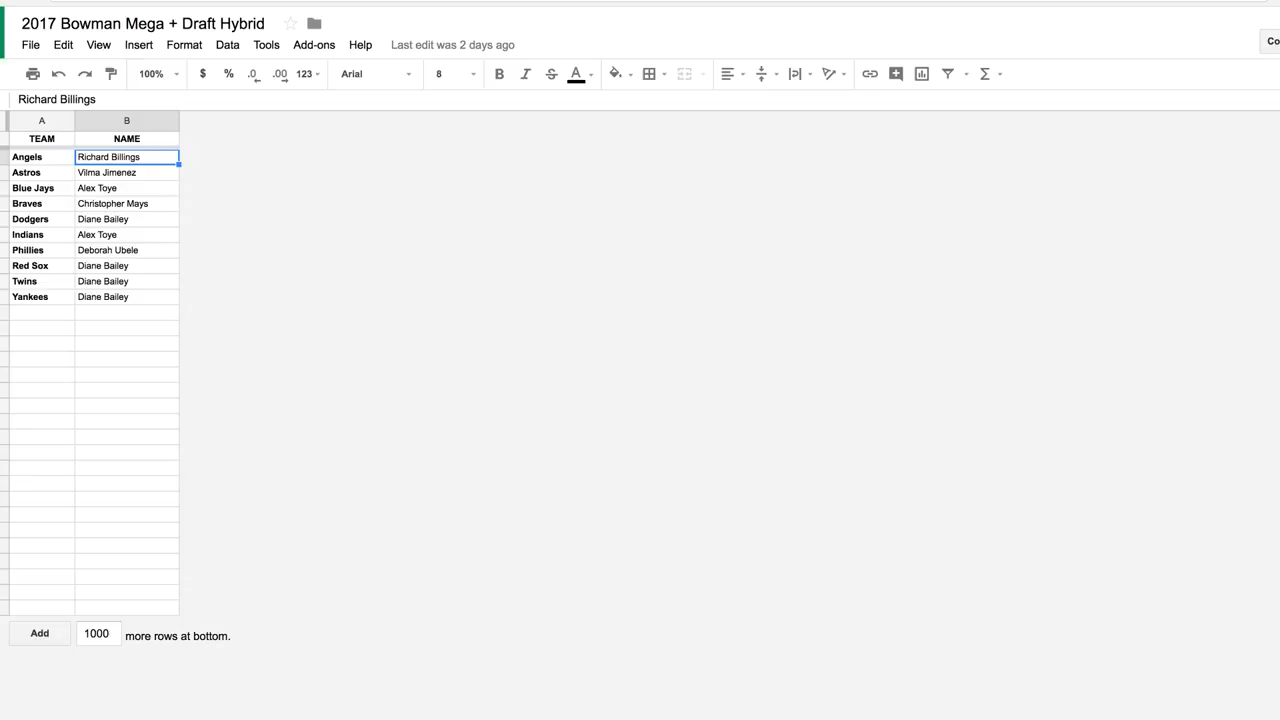 2017 Bowman Mega + Draft Hybrid
File Edit View Insert Format Data Tools Add-ons Help Last edit was 2 days ago
Co
100% $ % .0 .00 123 Arial 8 B I S A Σ
Richard Billings
A B
TEAM NAME
Angels Richard Billings
Astros Vilma Jimenez
Blue Jays Alex Toye
Braves Christopher Mays
Dodgers Diane Bailey
Indians Alex Toye
Phillies Deborah Ubele
Red Sox Diane Bailey
Twins Diane Bailey
Yankees Diane Bailey
Add 1000 more rows at bottom.